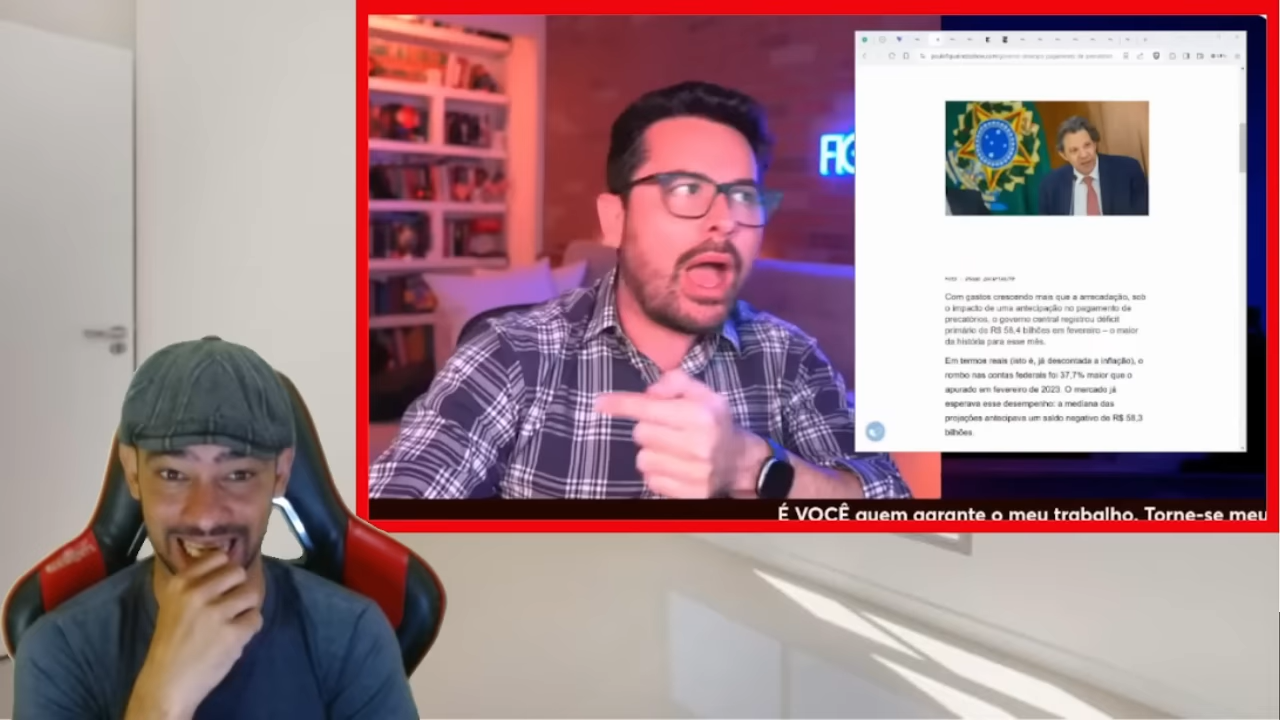 FIG
Com gastos crescendo mais que a arrecadação, sob
o impacto de uma antecipação no pagamento de
precatórios, o governo central registrou déficit
primário de R$ 58,4 bilhões em fevereiro – o maior
da história para esse mês.
Em termos reais (isto é, já descontada a inflação), o
rombo nas contas federais foi 37,7% maior que o
apurado em fevereiro de 2023. O mercado já
esperava esse desempenho: a mediana das
projeções antecipava um saldo negativo de R$ 58,3
bilhões.
É VOCÊ quem garante o meu trabalho. Torne-se meu